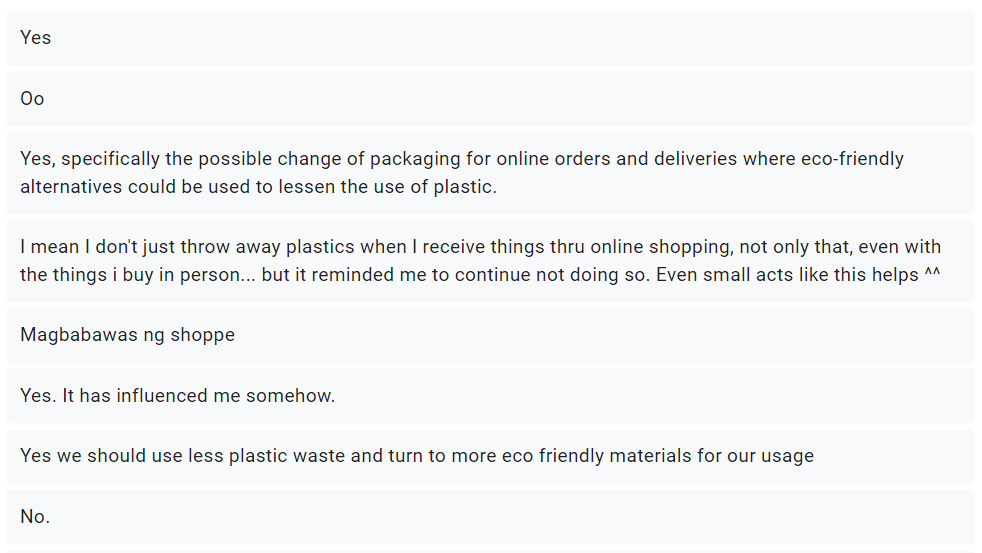 Yes
Oo
Yes, specifically the possible change of packaging for online orders and deliveries where eco-friendly
alternatives could be used to lessen the use of plastic.
I mean I don't just throw away plastics when I receive things thru online shopping, not only that, even with
the things i buy in person... but it reminded me to continue not doing so. Even small acts like this helps ^^
Magbabawas ng shoppe
Yes. It has influenced me somehow.
Yes we should use less plastic waste and turn to more eco friendly materials for our usage
No.